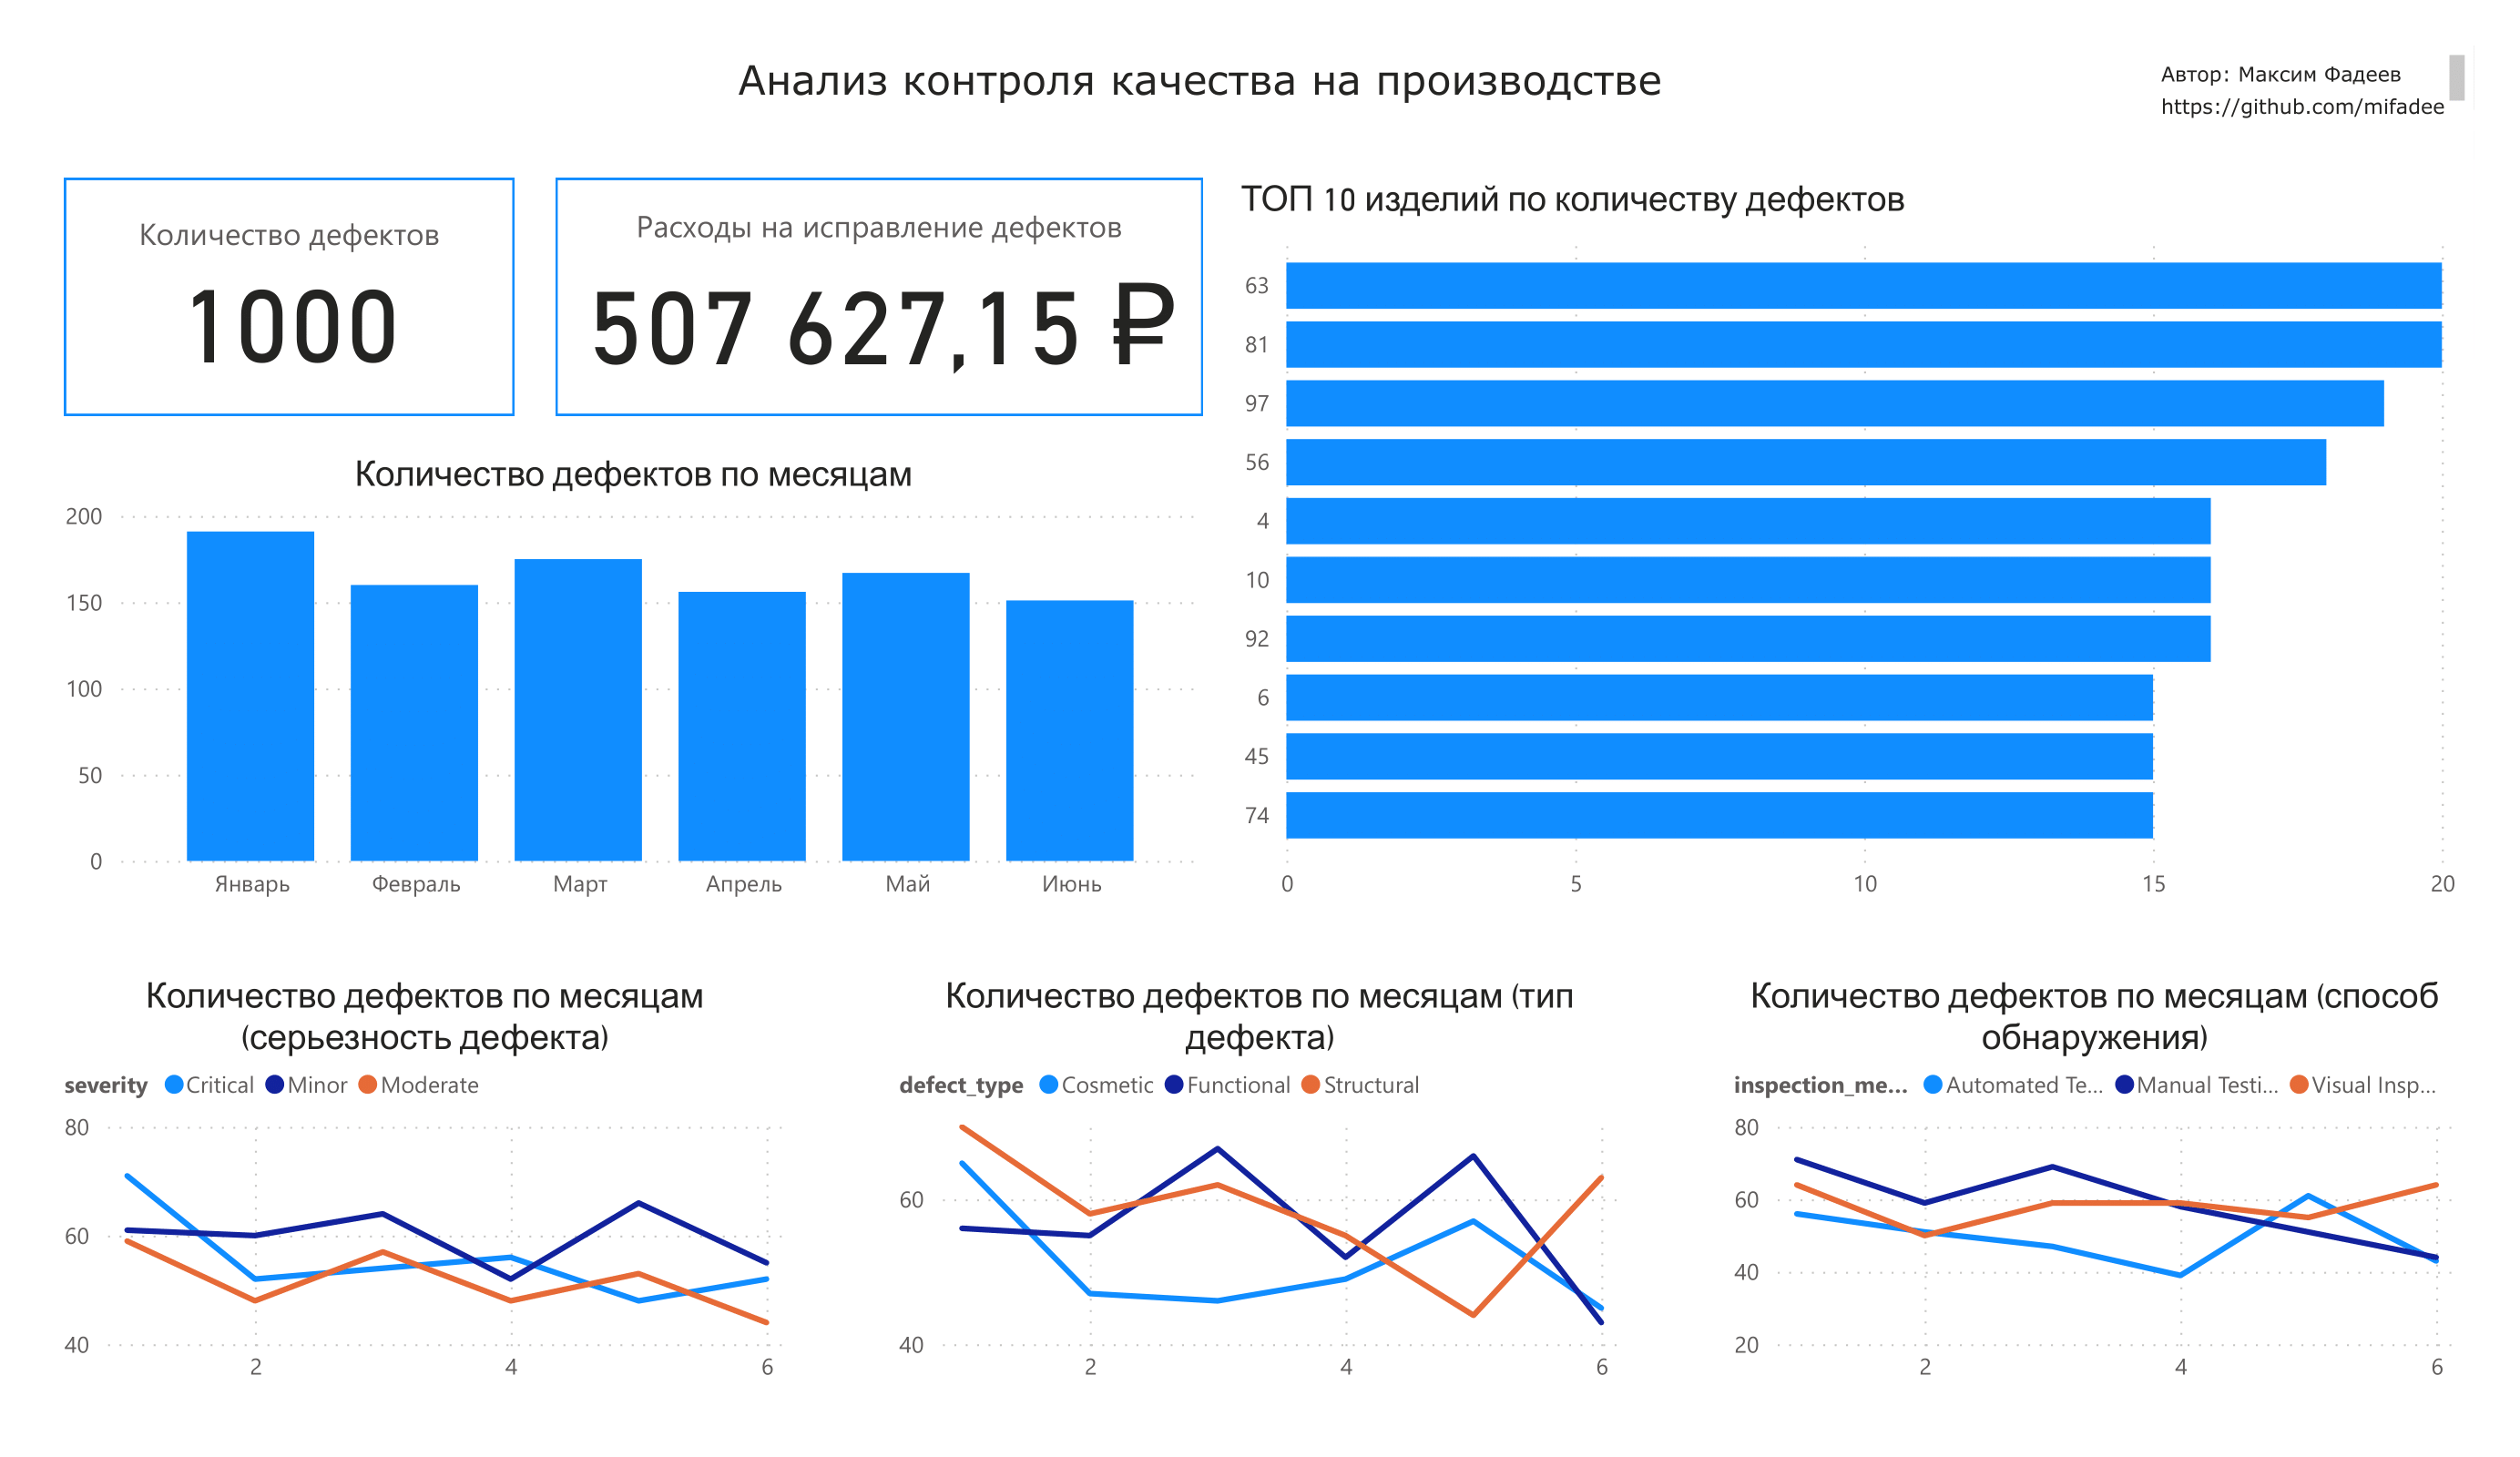 Анализ контроля качества на производстве
Автор: Максим Фадеев
https://github.com/mifadee
Количество дефектов
1000
Расходы на исправление дефектов
507 627,15 ₽
ТОП 10 изделий по количеству дефектов
63
81
97
56
4
10
92
6
45
74
0 5 10 15 20
Количество дефектов по месяцам
200
150
100
50
0
Январь Февраль Март Апрель Май Июнь
Количество дефектов по месяцам
(серьезность дефекта)
severity Critical Minor Moderate
80
60
40
2 4 6
Количество дефектов по месяцам (тип
дефекта)
defect_type Cosmetic Functional Structural
60
40
2 4 6
Количество дефектов по месяцам (способ
обнаружения)
inspection_me... Automated Te... Manual Testi... Visual Insp...
80
60
40
20
2 4 6